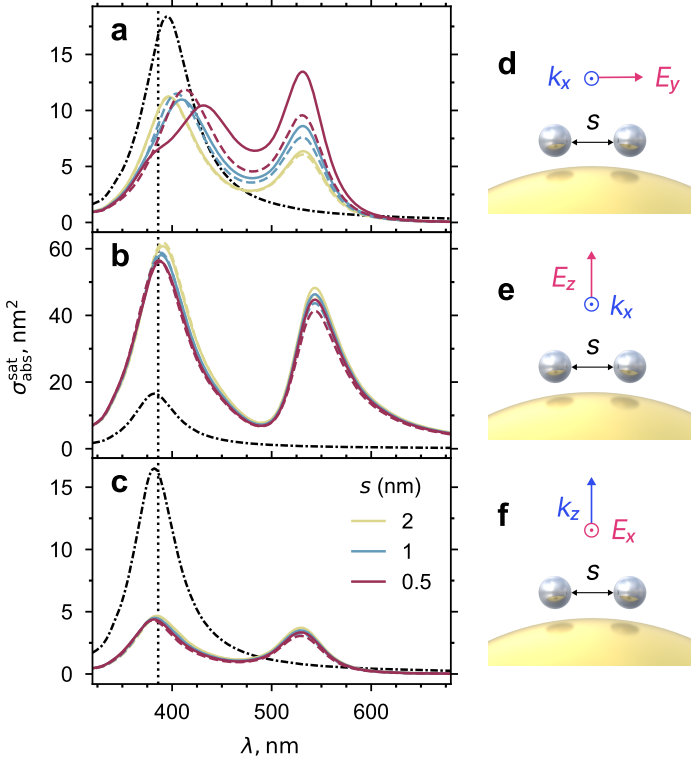 a
0
5
10
15
b
0
20
40
60
σ_abs^sat, nm²
c
0
5
10
15
s (nm)
2
1
0.5
400
500
600
λ, nm
d
k_x
E_y
s
e
E_z
k_x
s
f
k_z
E_x
s